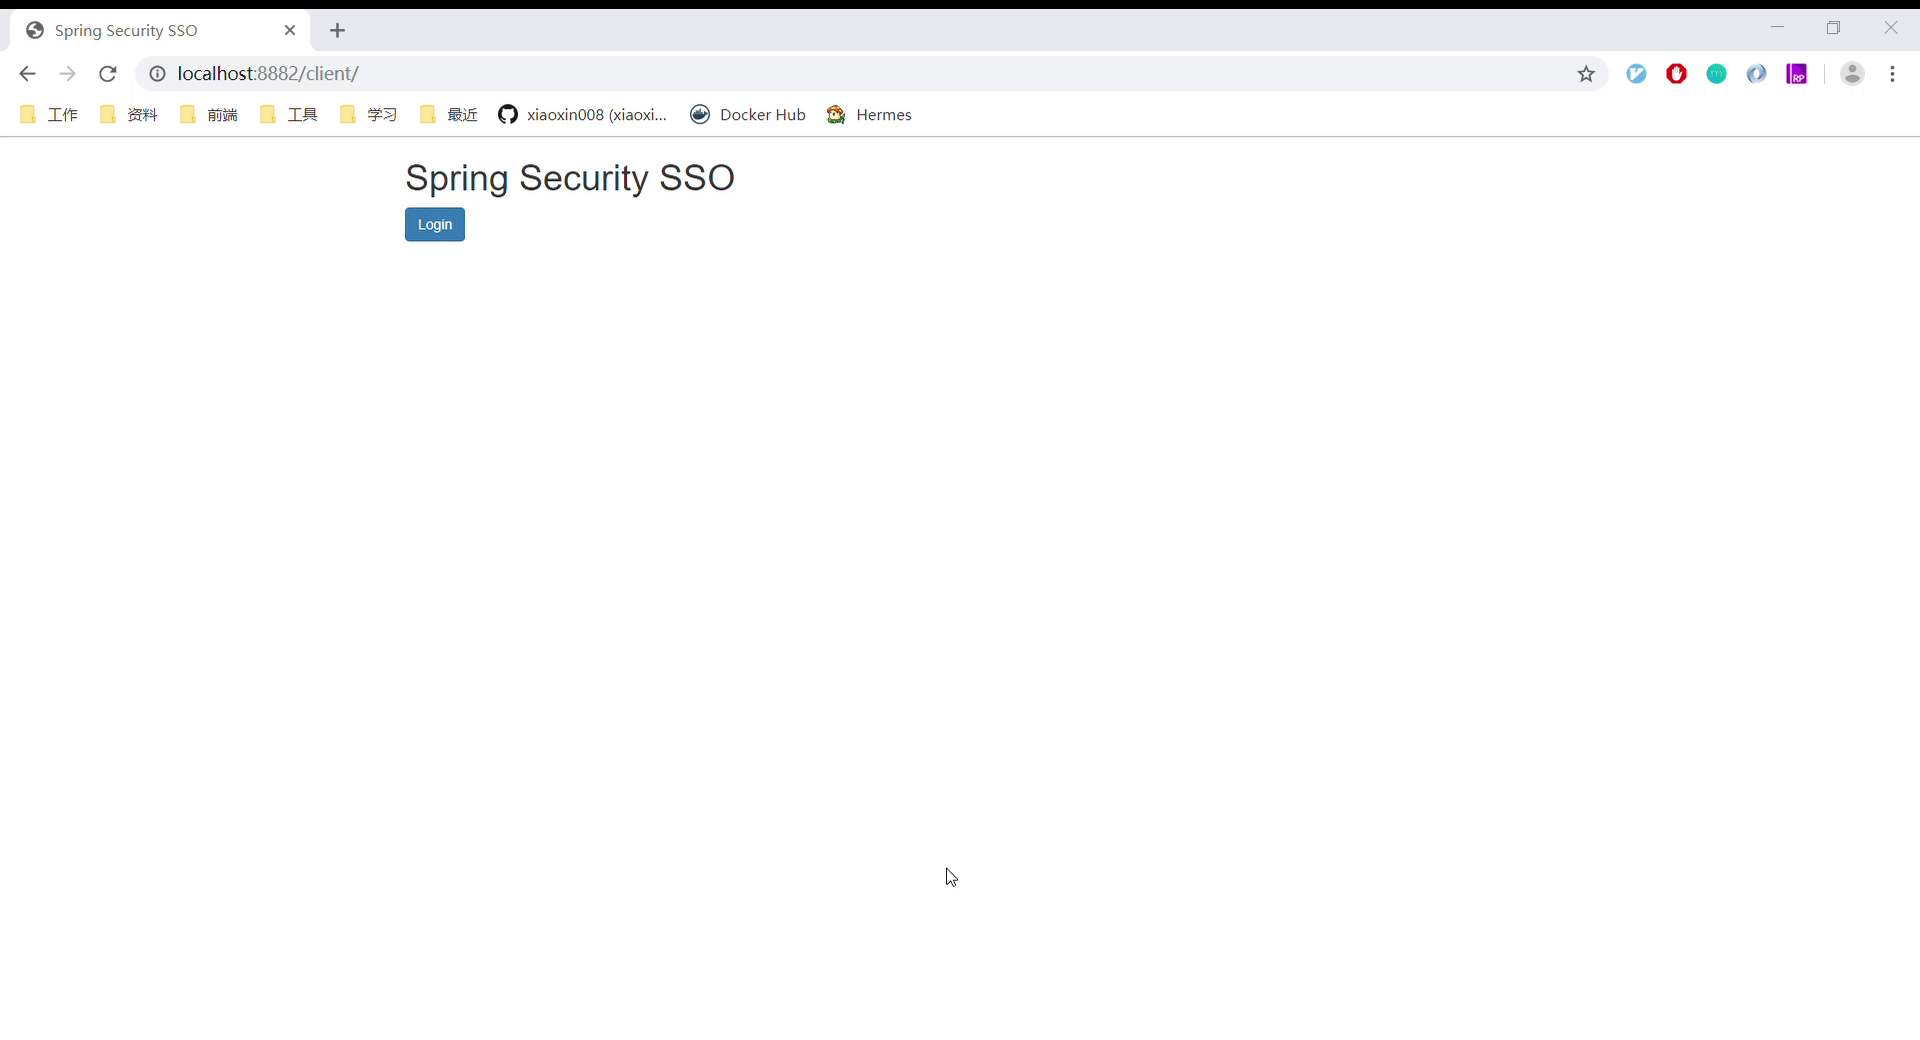 Spring Security SSO
localhost:8882/client/
工作 资料 前端 工具 学习 最近 xiaoxin008 (xiaoxi... Docker Hub Hermes
Spring Security SSO
Login